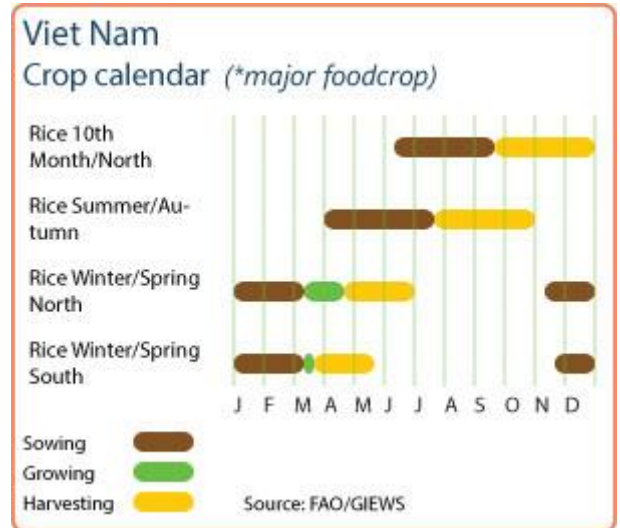 Viet Nam
Crop calendar (*major foodcrop)
Rice 10th
Month/North
Rice Summer/Au-
tumn
Rice Winter/Spring
North
Rice Winter/Spring
South
J F M A M J J A S O N D
Sowing
Growing
Harvesting
Source: FAO/GIEWS